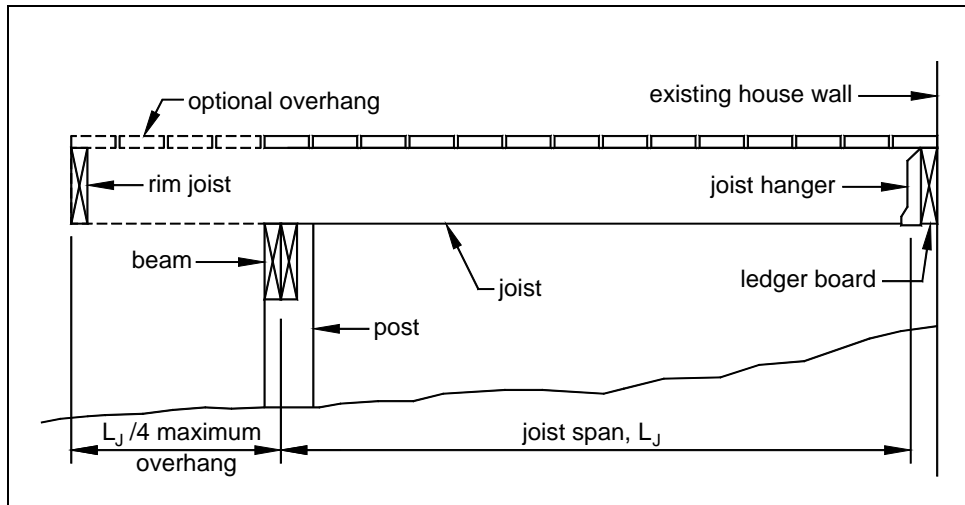 existing house wall
optional overhang
rim joist
joist hanger
beam
joist
ledger board
post
L_J /4 maximum
overhang
joist span, L_J